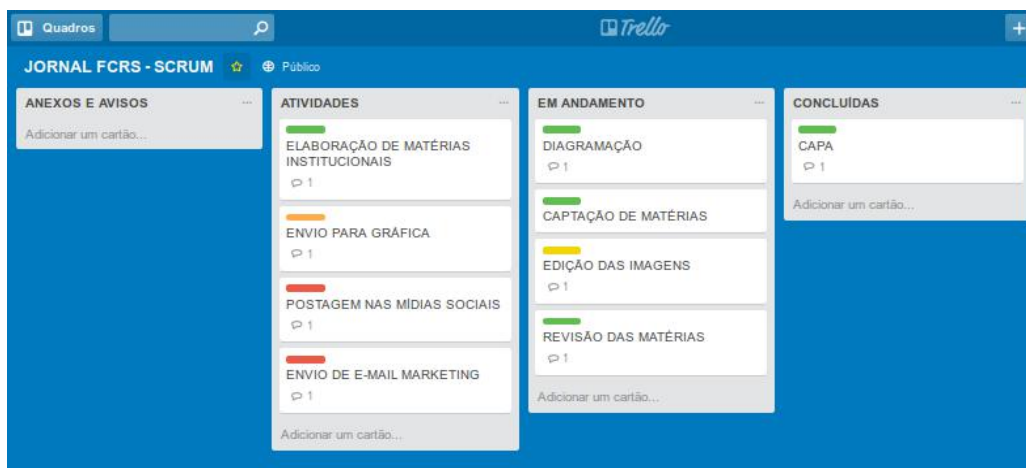 Quadros
Trello
+
JORNAL FCRS - SCRUM
Público
ANEXOS E AVISOS
Adicionar um cartão...
ATIVIDADES
ELABORAÇÃO DE MATÉRIAS
INSTITUCIONAIS
1
ENVIO PARA GRÁFICA
1
POSTAGEM NAS MÍDIAS SOCIAIS
1
ENVIO DE E-MAIL MARKETING
1
Adicionar um cartão...
EM ANDAMENTO
DIAGRAMAÇÃO
1
CAPTAÇÃO DE MATÉRIAS
EDIÇÃO DAS IMAGENS
1
REVISÃO DAS MATÉRIAS
1
Adicionar um cartão...
CONCLUÍDAS
CAPA
1
Adicionar um cartão...